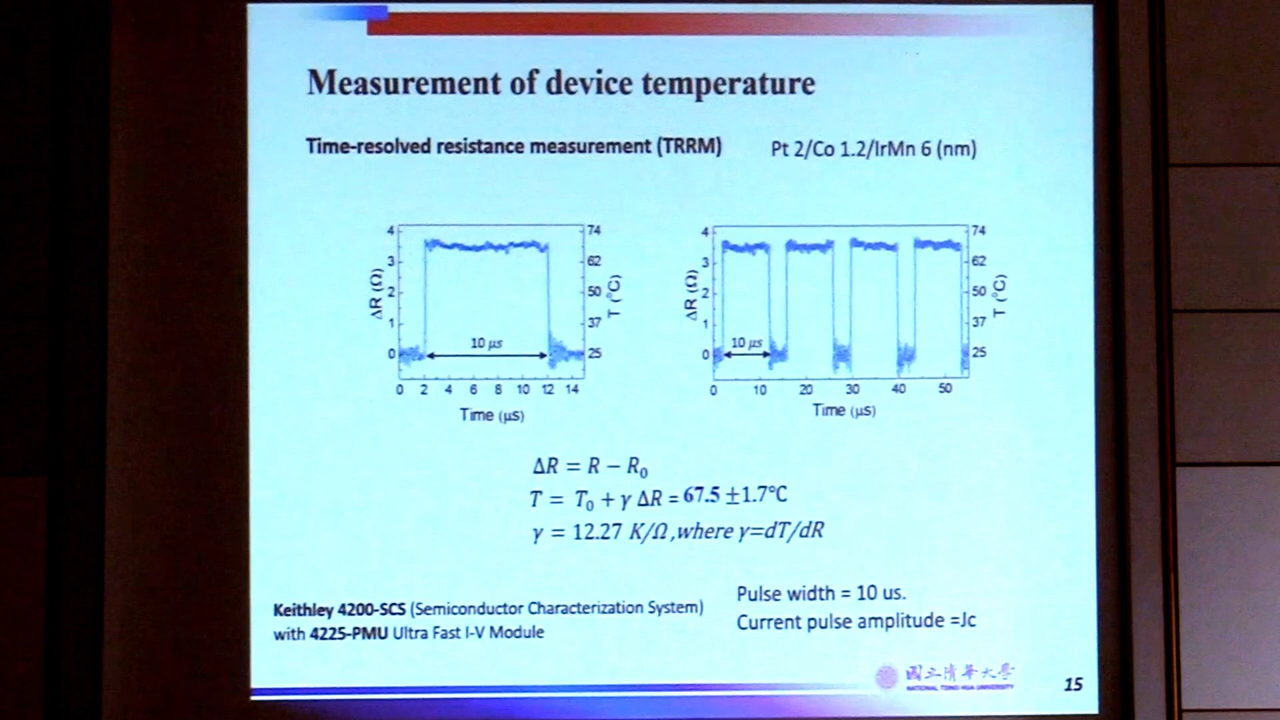 Measurement of device temperature
Time-resolved resistance measurement (TRRM)
Pt 2/Co 1.2/IrMn 6 (nm)
4
3
2
1
0
ΔR (Ω)
74
62
50
37
25
T (°C)
10 μs
0 2 4 6 8 10 12 14
Time (μs)
4
3
2
1
0
ΔR (Ω)
74
62
50
37
25
T (°C)
10 μs
0 10 20 30 40 50
Time (μs)
ΔR = R − R₀
T = T₀ + γ ΔR = 67.5 ±1.7°C
γ = 12.27 K/Ω ,where γ=dT/dR
Keithley 4200-SCS (Semiconductor Characterization System)
with 4225-PMU Ultra Fast I-V Module
Pulse width = 10 us.
Current pulse amplitude =Jc
國立清華大學
NATIONAL TSING HUA UNIVERSITY
15